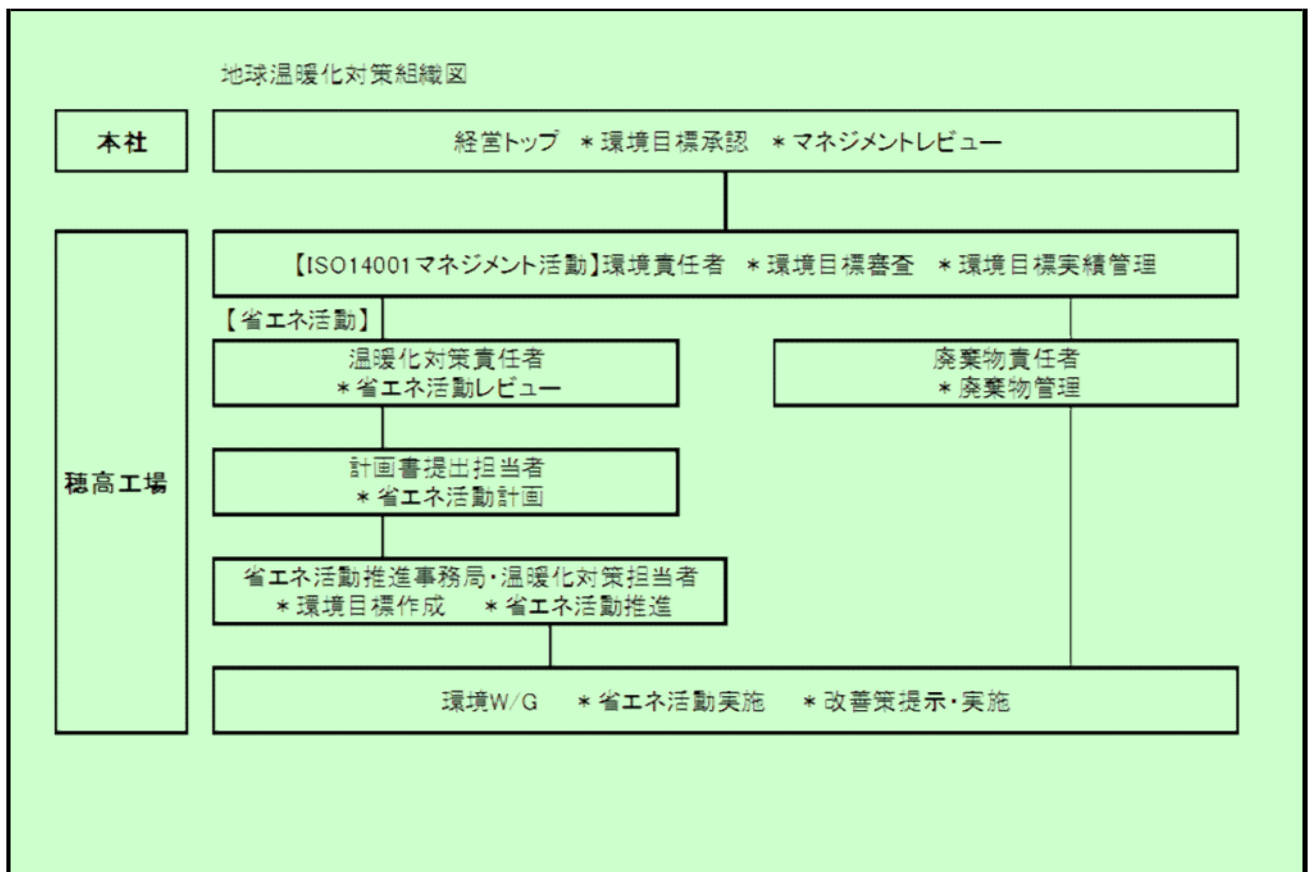 地球温暖化対策組織図
本社
経営トップ ＊環境目標承認 ＊マネジメントレビュー
【ISO14001マネジメント活動】環境責任者 ＊環境目標審査 ＊環境目標実績管理
【省エネ活動】
温暖化対策責任者
＊省エネ活動レビュー
廃棄物責任者
＊廃棄物管理
穂高工場
計画書提出担当者
＊省エネ活動計画
省エネ活動推進事務局・温暖化対策担当者
＊環境目標作成 ＊省エネ活動推進
環境W/G ＊省エネ活動実施 ＊改善策提示・実施